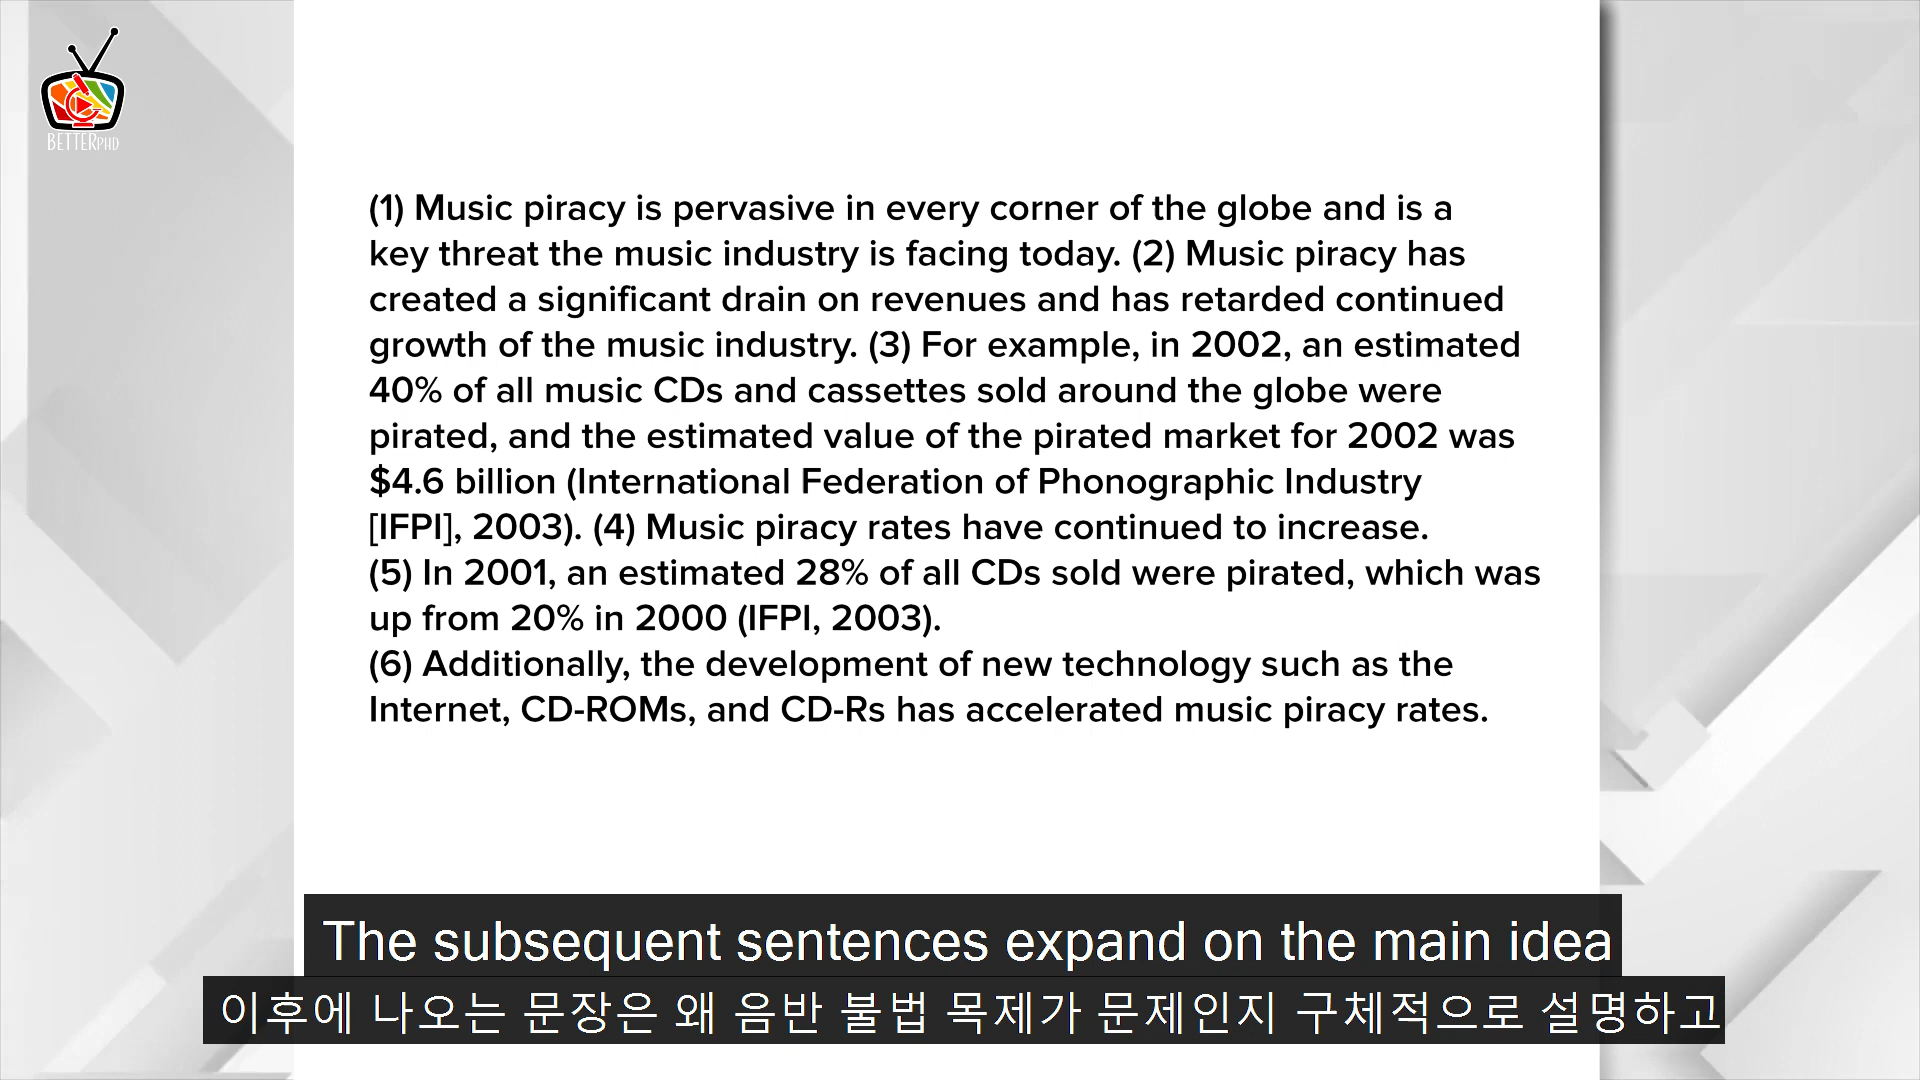 BETTERPHD
(1) Music piracy is pervasive in every corner of the globe and is a
key threat the music industry is facing today. (2) Music piracy has
created a significant drain on revenues and has retarded continued
growth of the music industry. (3) For example, in 2002, an estimated
40% of all music CDs and cassettes sold around the globe were
pirated, and the estimated value of the pirated market for 2002 was
$4.6 billion (International Federation of Phonographic Industry
[IFPI], 2003). (4) Music piracy rates have continued to increase.
(5) In 2001, an estimated 28% of all CDs sold were pirated, which was
up from 20% in 2000 (IFPI, 2003).
(6) Additionally, the development of new technology such as the
Internet, CD-ROMs, and CD-Rs has accelerated music piracy rates.
The subsequent sentences expand on the main idea
이후에 나오는 문장은 왜 음반 불법 목제가 문제인지 구체적으로 설명하고